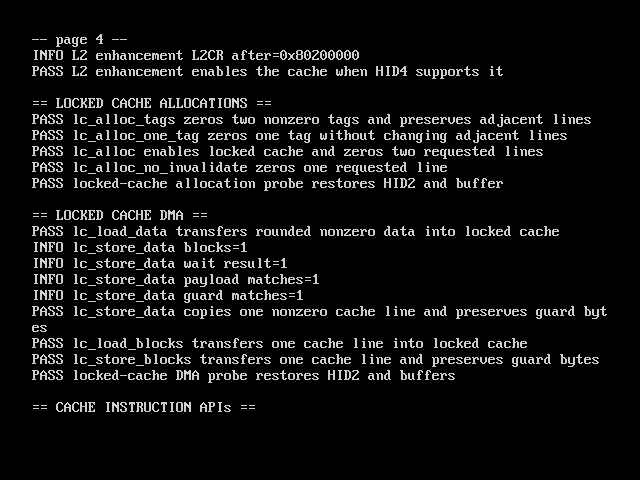 -- page 4 --
INFO L2 enhancement L2CR after=0x80200000
PASS L2 enhancement enables the cache when HID4 supports it
== LOCKED CACHE ALLOCATIONS ==
PASS lc_alloc_tags zeros two nonzero tags and preserves adjacent lines
PASS lc_alloc_one_tag zeros one tag without changing adjacent lines
PASS lc_alloc enables locked cache and zeros two requested lines
PASS lc_alloc_no_invalidate zeros one requested line
PASS locked-cache allocation probe restores HID2 and buffer
== LOCKED CACHE DMA ==
PASS lc_load_data transfers rounded nonzero data into locked cache
INFO lc_store_data blocks=1
INFO lc_store_data wait result=1
INFO lc_store_data payload matches=1
INFO lc_store_data guard matches=1
PASS lc_store_data copies one nonzero cache line and preserves guard byt
es
PASS lc_load_blocks transfers one cache line into locked cache
PASS lc_store_blocks transfers one cache line and preserves guard bytes
PASS locked-cache DMA probe restores HID2 and buffers
== CACHE INSTRUCTION APIs ==